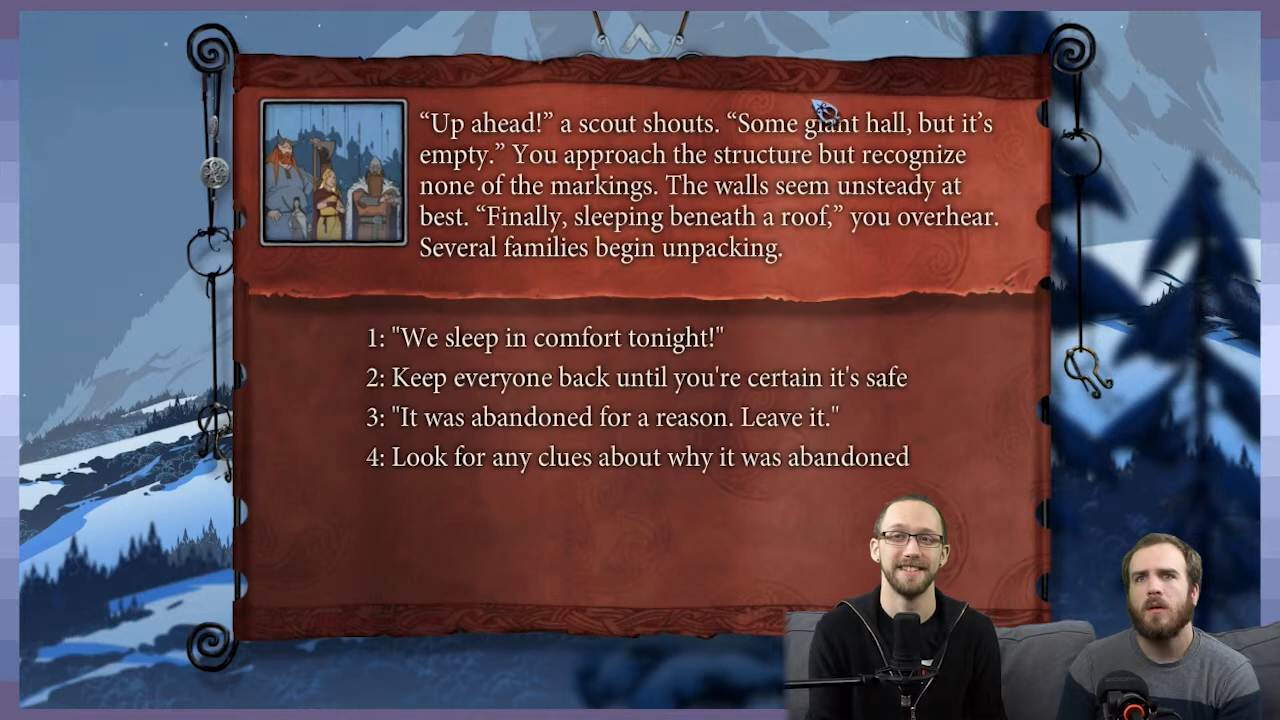 “Up ahead!” a scout shouts. “Some giant hall, but it’s
empty.” You approach the structure but recognize
none of the markings. The walls seem unsteady at
best. “Finally, sleeping beneath a roof,” you overhear.
Several families begin unpacking.
1: "We sleep in comfort tonight!"
2: Keep everyone back until you're certain it's safe
3: "It was abandoned for a reason. Leave it."
4: Look for any clues about why it was abandoned